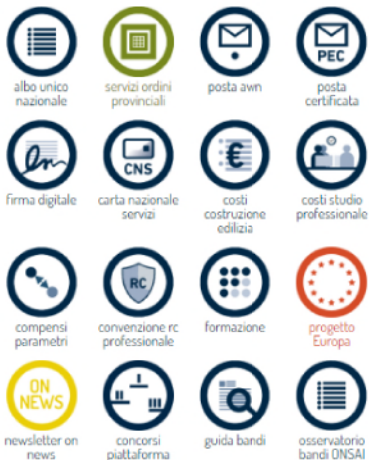 PEC
albo unico
nazionale
servizi ordini
provinciali
posta awn
posta
certificata
CNS
€
firma digitale
carta nazionale
servizi
costi
costruzione
edilizia
costi studio
professionale
RC
compensi
parametri
convenzione rc
professionale
formazione
progetto
Europa
ON
NEWS
newsletter on
news
concorsi
piattaforma
guida bandi
osservatorio
bandi ONSAI